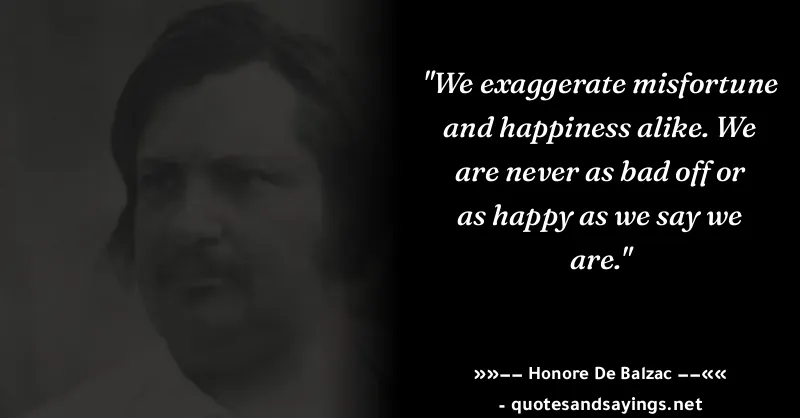 "We exaggerate misfortune
and happiness alike. We
are never as bad off or
as happy as we say we
are."
»»–– Honore De Balzac ––««
- quotesandsayings.net